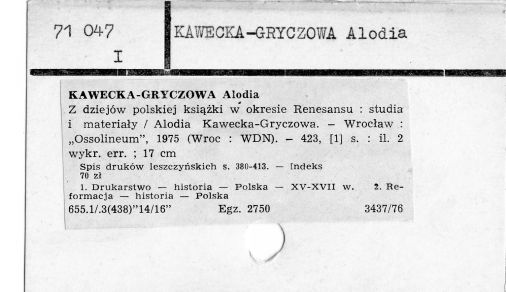 71 047
I
KAWECKA-GRYCZOWA Alodia
KAWECKA-GRYCZOWA Alodia
Z dziejów polskiej książki w okresie Renesansu : studia
i materiały / Alodia Kawecka-Gryczowa. — Wrocław :
„Ossolineum”, 1975 (Wroc : WDN). — 423, [1] s. : il. 2
wykr. err. ; 17 cm
Spis druków leszczyńskich s. 380-413. — Indeks
70 zł
1. Drukarstwo — historia — Polska — XV-XVII w. 2. Re-
formacja — historia — Polska
655.1/.3(438)"14/16" Egz. 2750 3437/76